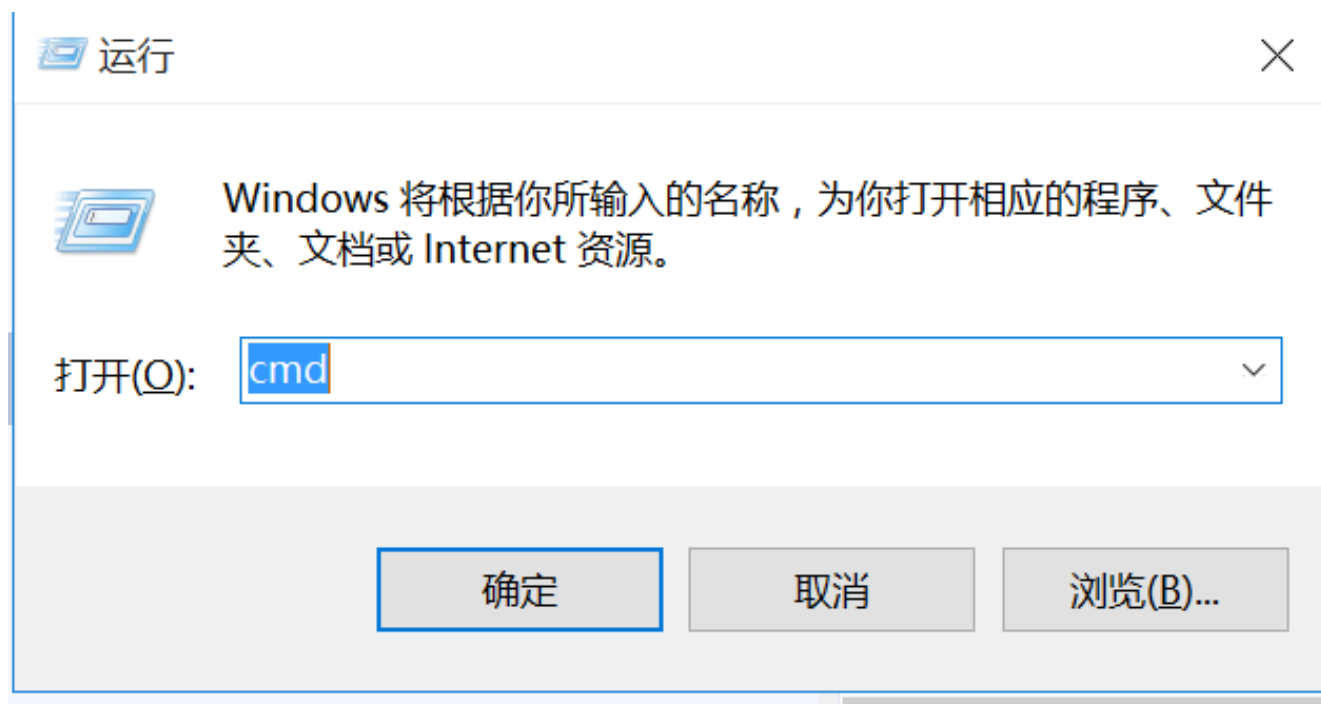 运行
Windows 将根据你所输入的名称，为你打开相应的程序、文件
夹、文档或 Internet 资源。
打开(O): cmd
确定 取消 浏览(B)...